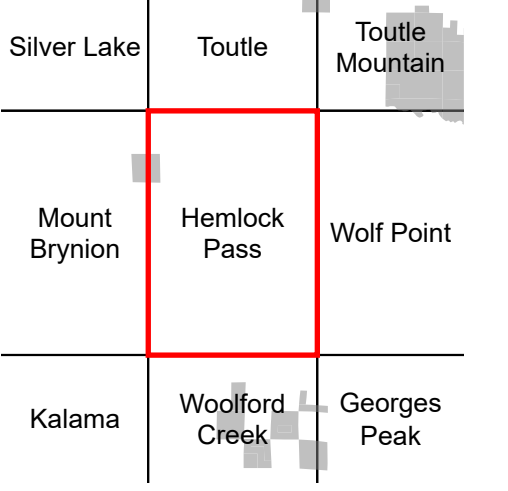 Silver Lake
Toutle
Toutle
Mountain
Mount
Brynion
Hemlock
Pass
Wolf Point
Kalama
Woolford
Creek
Georges
Peak